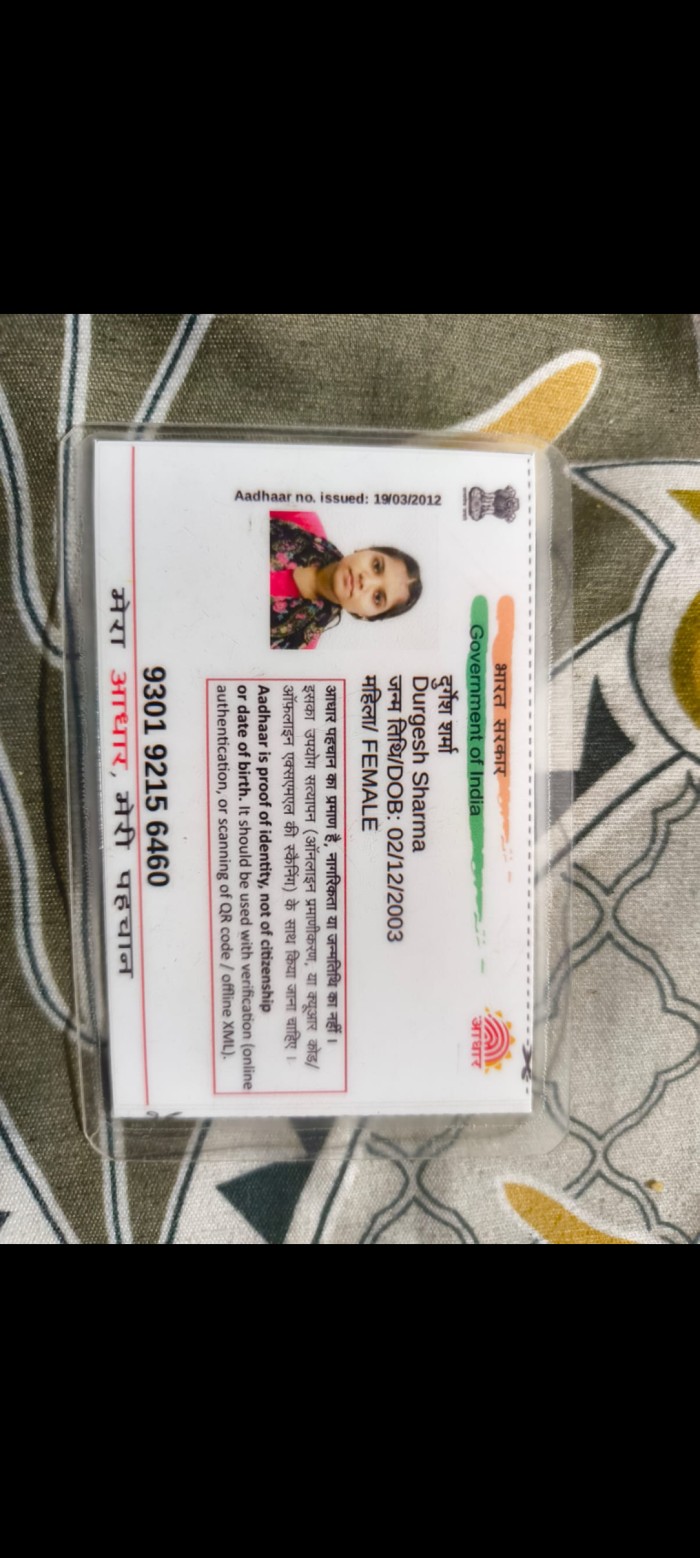 भारत सरकार
Government of India
आधार
Aadhaar no. issued: 19/03/2012
दुर्गेश शर्मा
Durgesh Sharma
जन्म तिथि/DOB: 02/12/2003
महिला/ FEMALE
आधार पहचान का प्रमाण है, नागरिकता या जन्मतिथि का नहीं।
इसका उपयोग सत्यापन (ऑनलाइन प्रमाणीकरण, या क्यूआर कोड/
ऑफलाइन एक्सएमएल की स्कैनिंग) के साथ किया जाना चाहिए।
Aadhaar is proof of identity, not of citizenship
or date of birth. It should be used with verification (online
authentication, or scanning of QR code / offline XML).
9301 9215 6460
मेरा आधार, मेरी पहचान